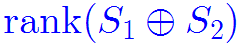 rank(S₁ ⊕ S₂)